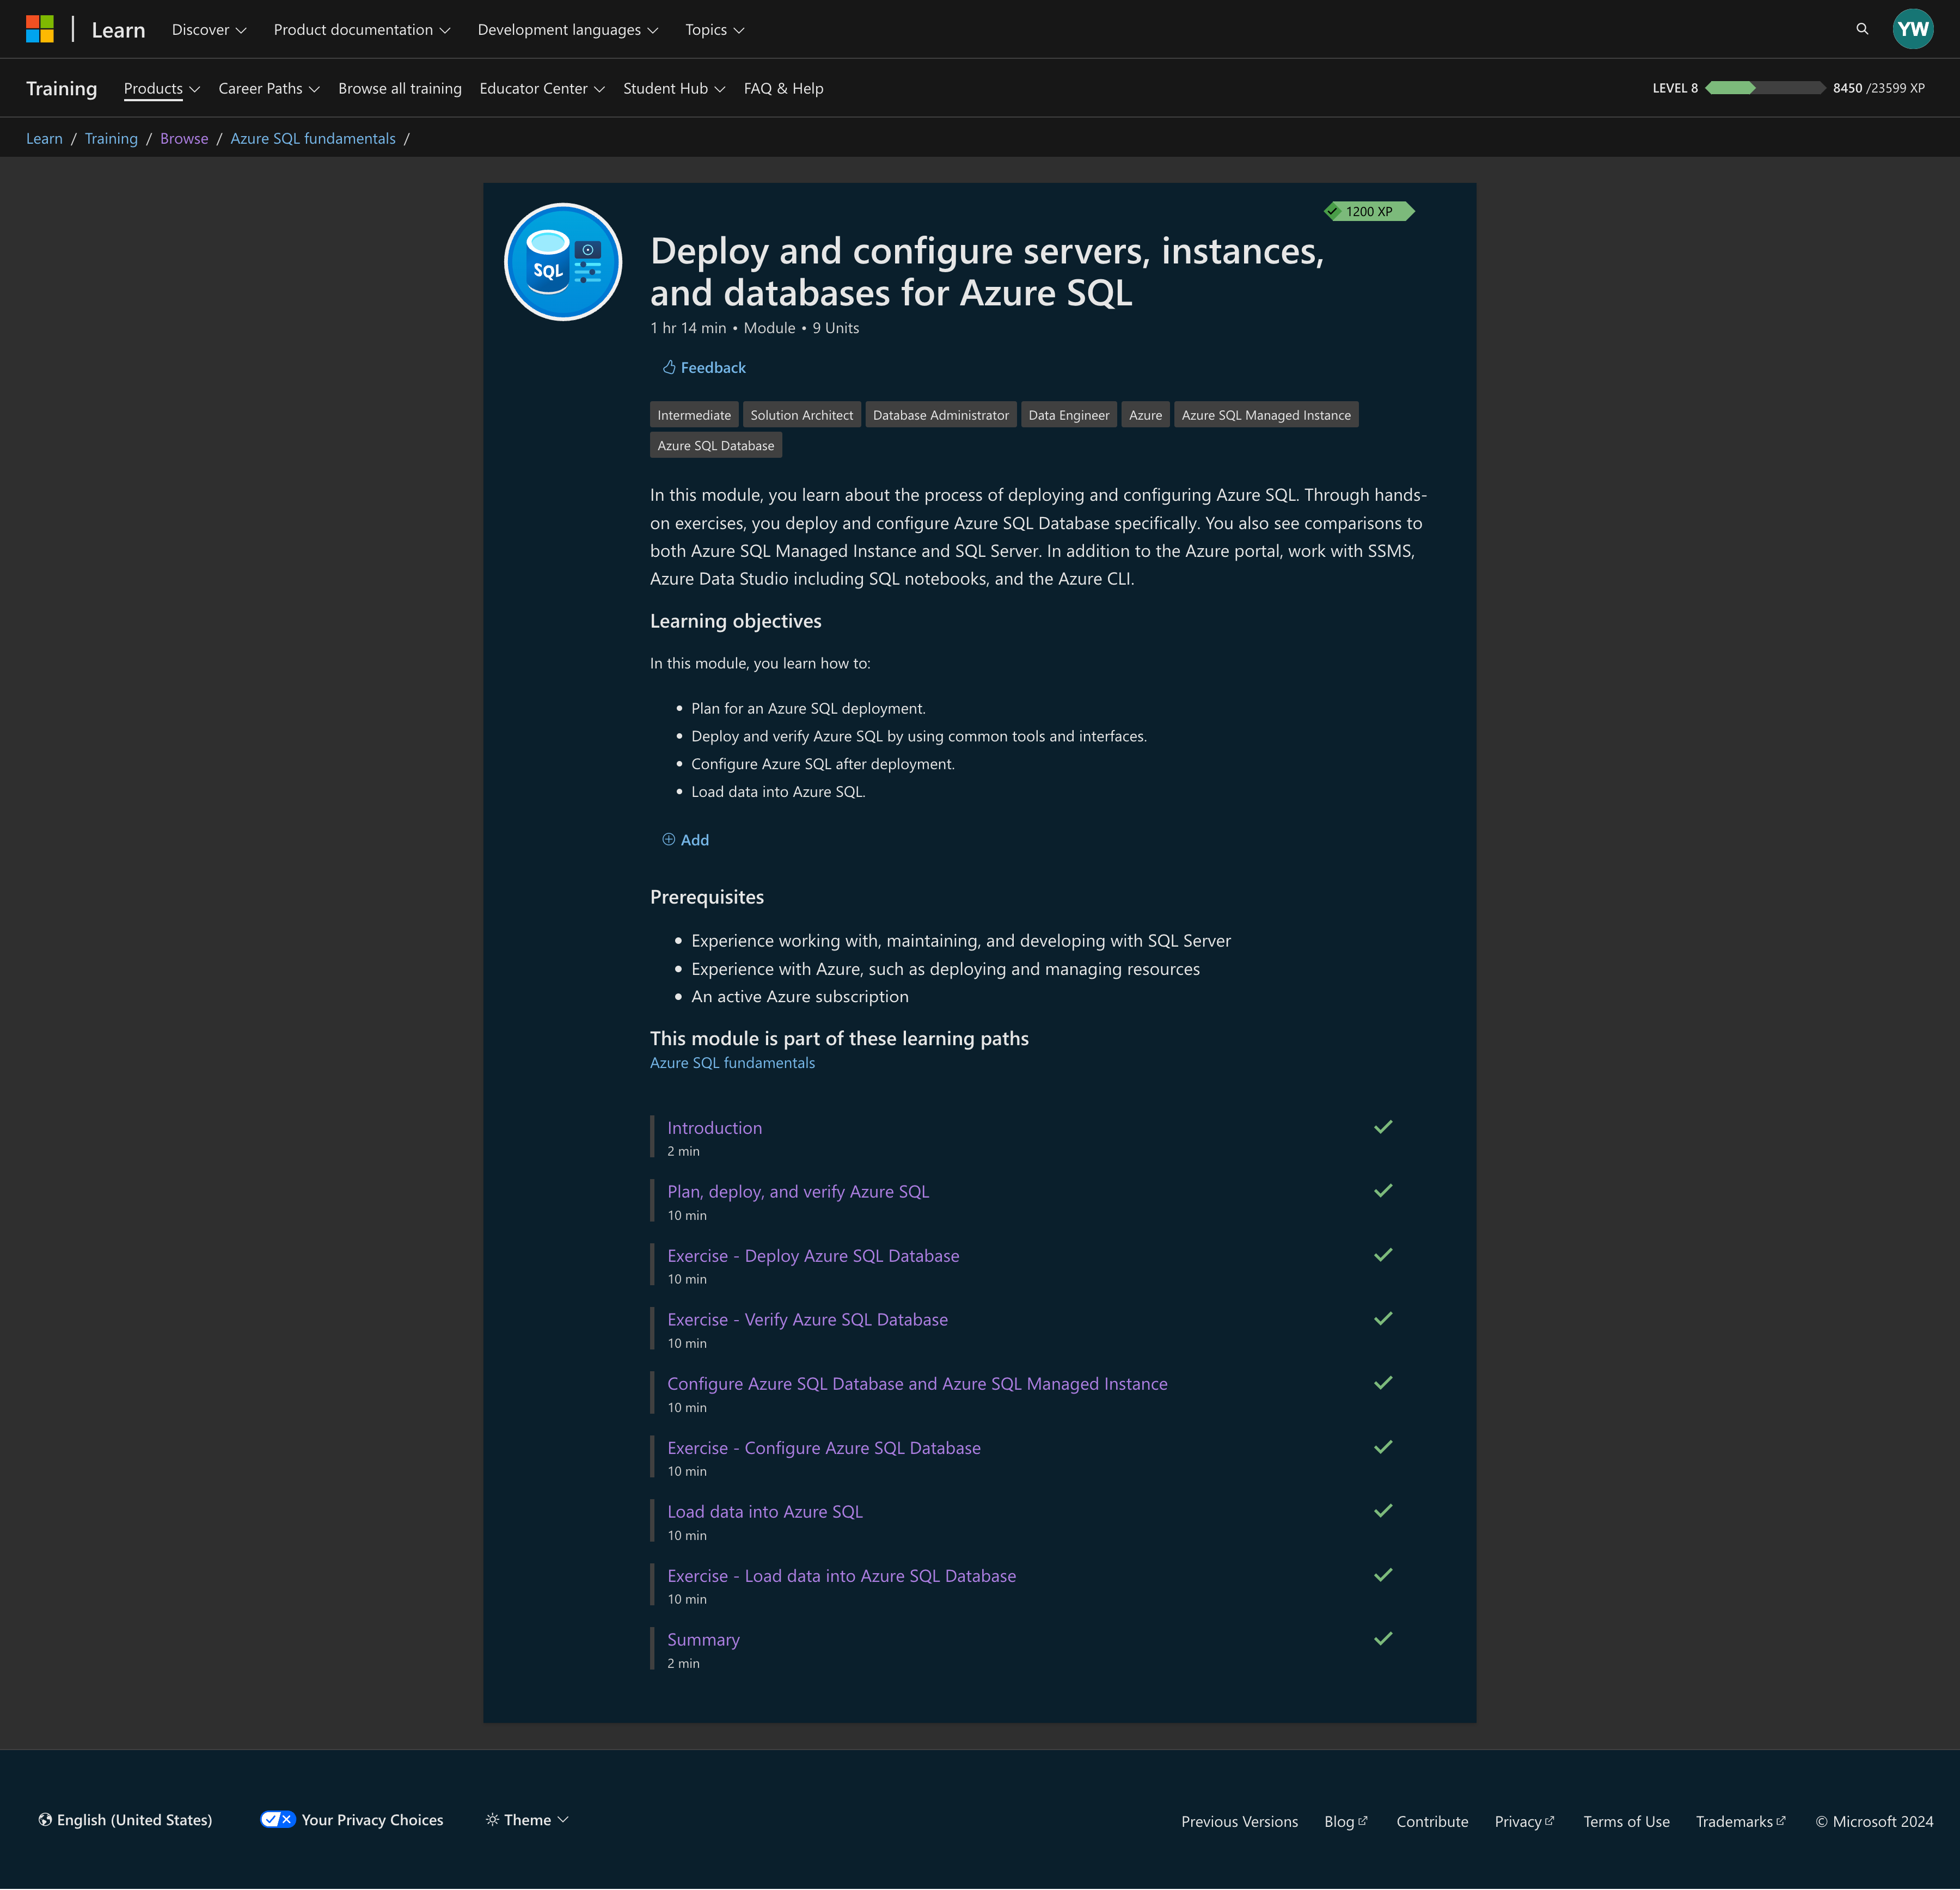 Learn Discover Product documentation Development languages Topics YW
Training Products Career Paths Browse all training Educator Center Student Hub FAQ & Help LEVEL 8 8450 /23599 XP
Learn / Training / Browse / Azure SQL fundamentals /
1200 XP
SQL
Deploy and configure servers, instances,
and databases for Azure SQL
1 hr 14 min • Module • 9 Units
Feedback
Intermediate Solution Architect Database Administrator Data Engineer Azure Azure SQL Managed Instance
Azure SQL Database
In this module, you learn about the process of deploying and configuring Azure SQL. Through hands-
on exercises, you deploy and configure Azure SQL Database specifically. You also see comparisons to
both Azure SQL Managed Instance and SQL Server. In addition to the Azure portal, work with SSMS,
Azure Data Studio including SQL notebooks, and the Azure CLI.
Learning objectives
In this module, you learn how to:
• Plan for an Azure SQL deployment.
• Deploy and verify Azure SQL by using common tools and interfaces.
• Configure Azure SQL after deployment.
• Load data into Azure SQL.
Add
Prerequisites
• Experience working with, maintaining, and developing with SQL Server
• Experience with Azure, such as deploying and managing resources
• An active Azure subscription
This module is part of these learning paths
Azure SQL fundamentals
Introduction
2 min
Plan, deploy, and verify Azure SQL
10 min
Exercise - Deploy Azure SQL Database
10 min
Exercise - Verify Azure SQL Database
10 min
Configure Azure SQL Database and Azure SQL Managed Instance
10 min
Exercise - Configure Azure SQL Database
10 min
Load data into Azure SQL
10 min
Exercise - Load data into Azure SQL Database
10 min
Summary
2 min
English (United States) Your Privacy Choices Theme Previous Versions Blog Contribute Privacy Terms of Use Trademarks © Microsoft 2024